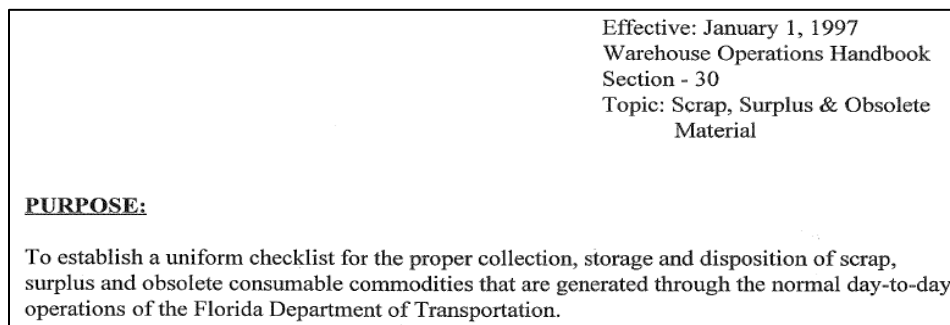 Effective: January 1, 1997
Warehouse Operations Handbook
Section - 30
Topic: Scrap, Surplus & Obsolete
Material
PURPOSE:
To establish a uniform checklist for the proper collection, storage and disposition of scrap,
surplus and obsolete consumable commodities that are generated through the normal day-to-day
operations of the Florida Department of Transportation.